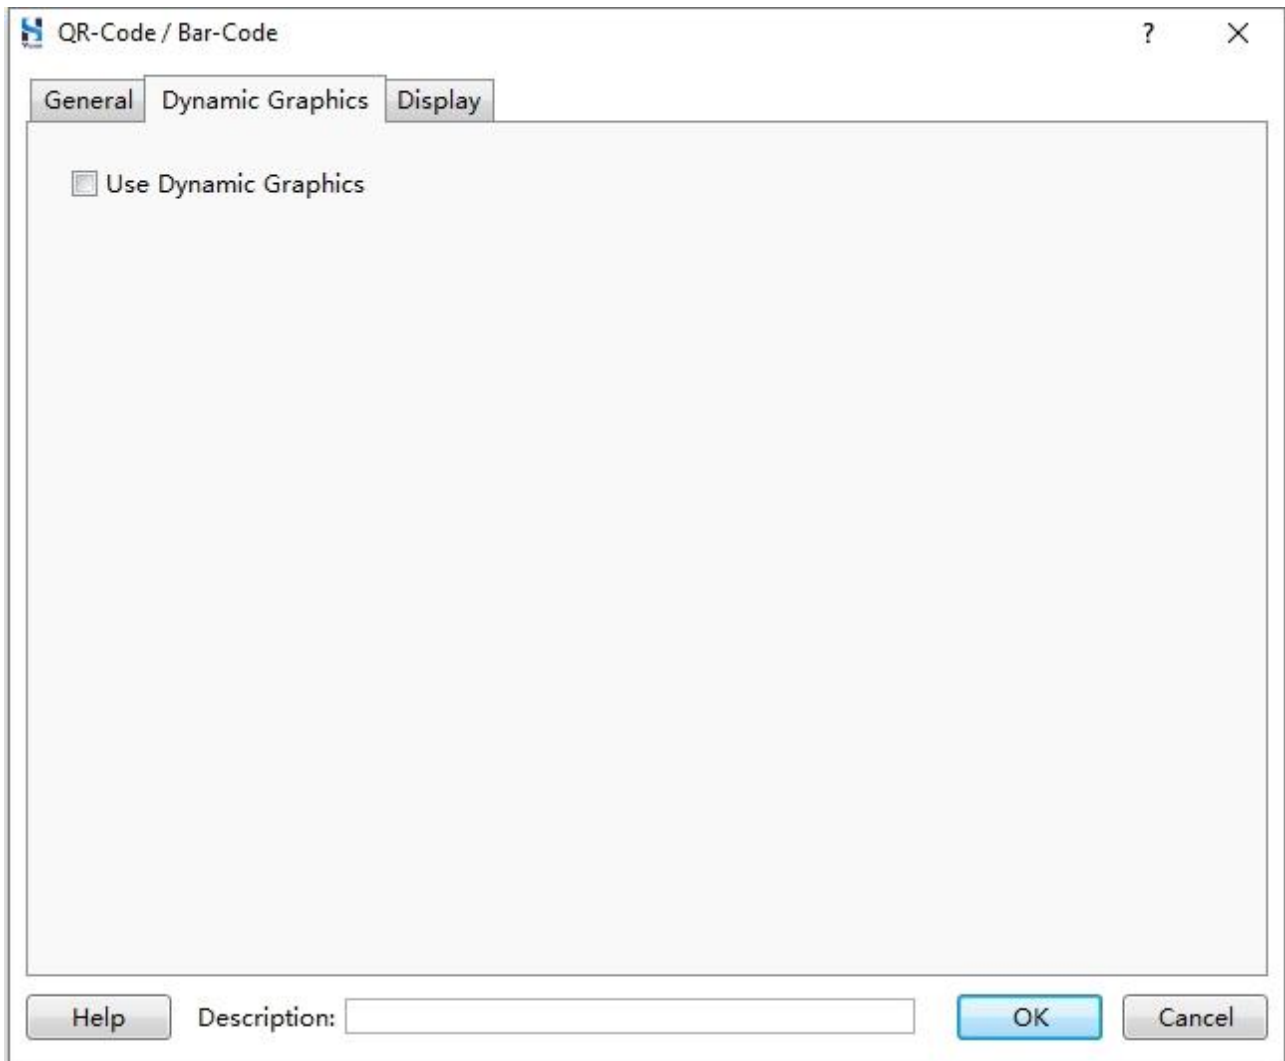 QR-Code / Bar-Code ?
General Dynamic Graphics Display
Use Dynamic Graphics
Help Description: OK Cancel